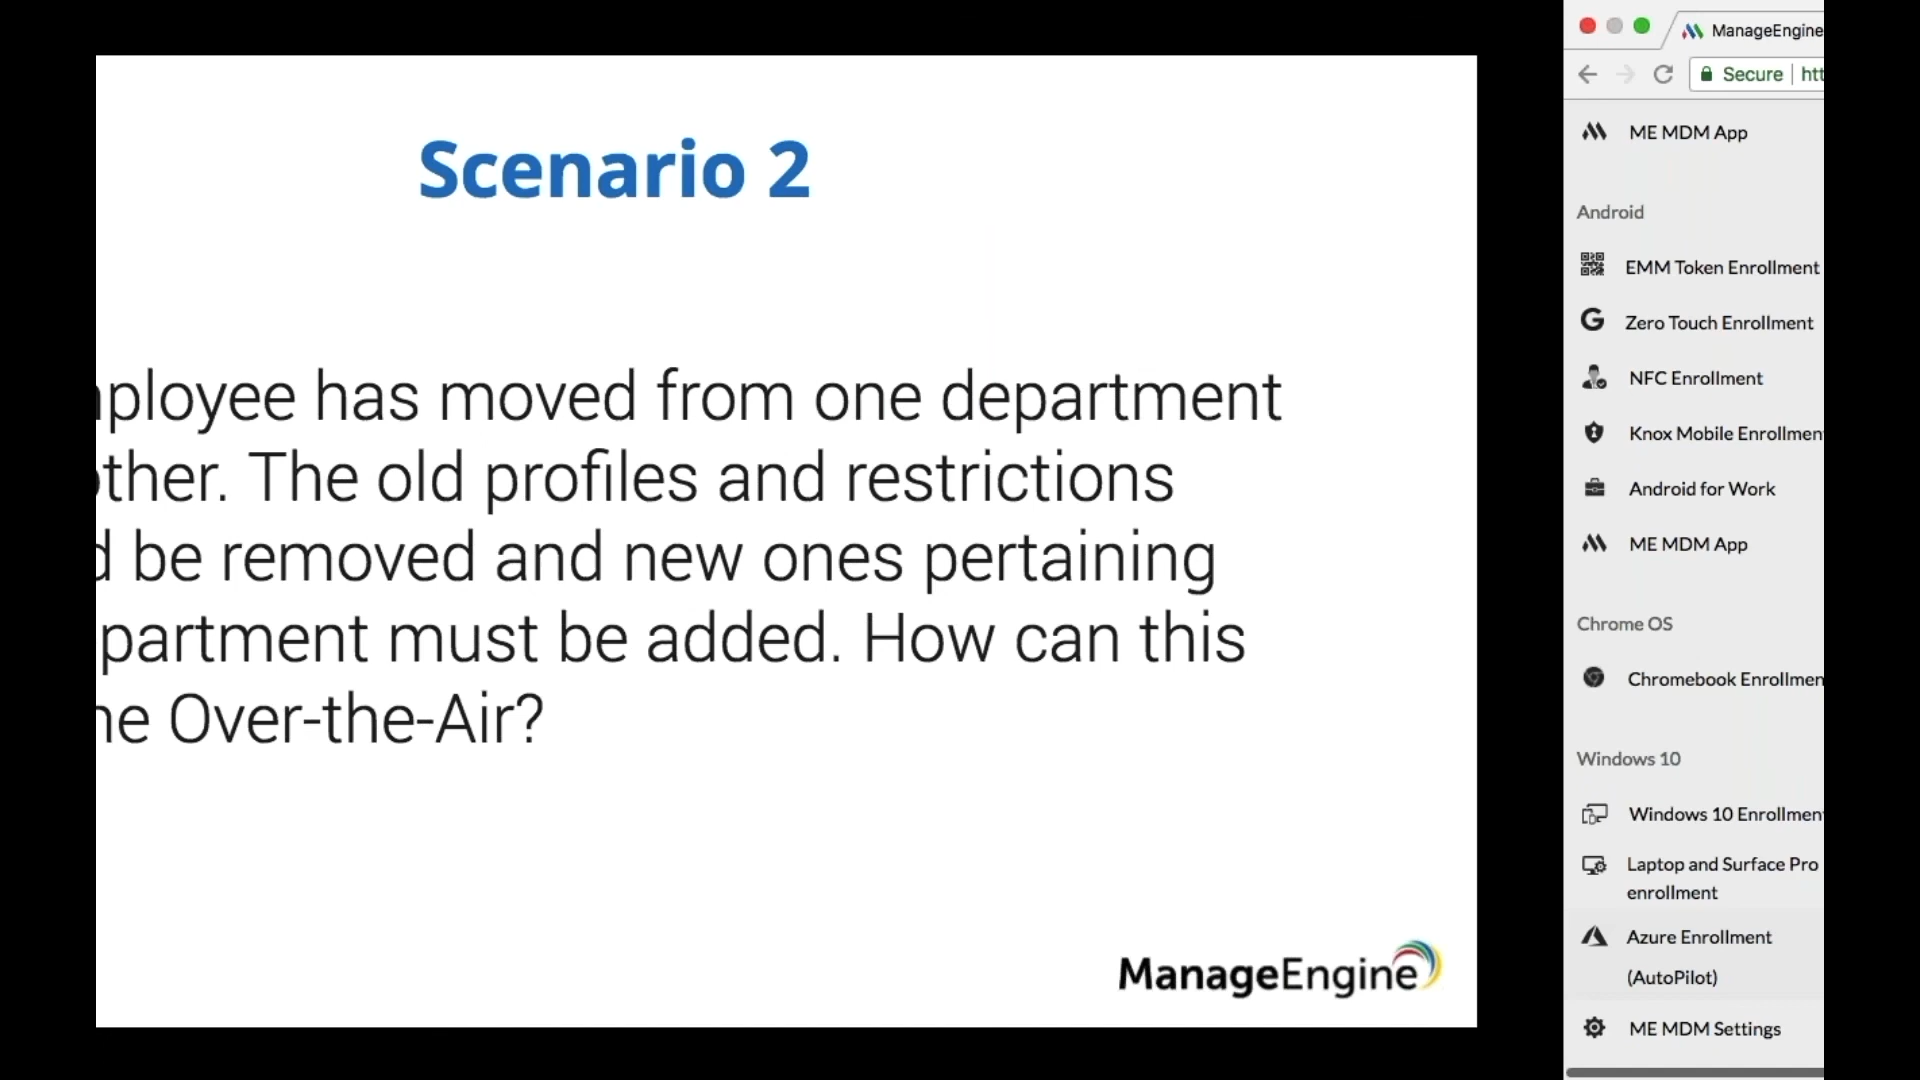 Scenario 2
ployee has moved from one department
other. The old profiles and restrictions
d be removed and new ones pertaining
partment must be added. How can this
ne Over-the-Air?
ManageEngine
ManageEngine
Secure | htt
ME MDM App
Android
EMM Token Enrollment
Zero Touch Enrollment
NFC Enrollment
Knox Mobile Enrollmen
Android for Work
ME MDM App
Chrome OS
Chromebook Enrollmen
Windows 10
Windows 10 Enrollmen
Laptop and Surface Pro
enrollment
Azure Enrollment
(AutoPilot)
ME MDM Settings